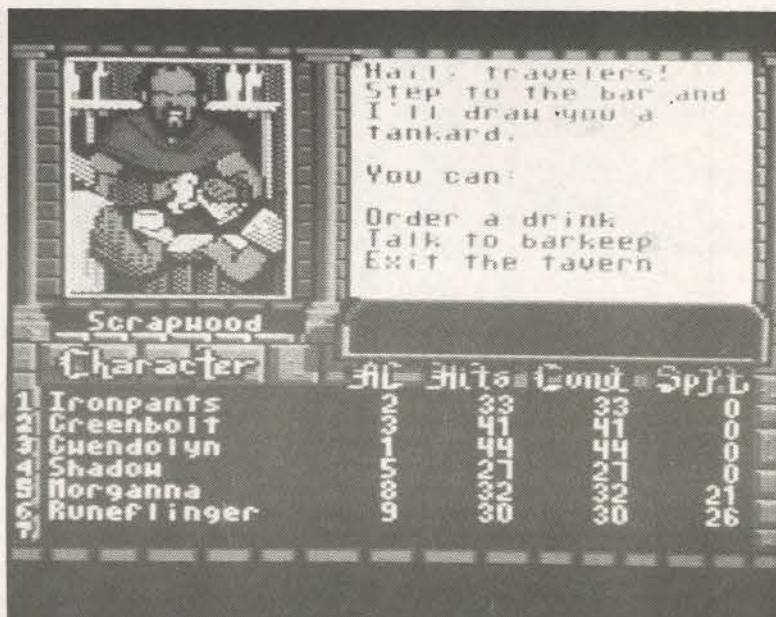 Hail, travelers!
Step to the bar and
I'll draw you a
tankard.
You can:
Order a drink
Talk to barkeep
Exit the tavern
Scrapwood
Character AC Hits Cond SpPt
1 Ironpants 2 33 33 0
2 Greenbolt 3 41 41 0
3 Gwendolyn 1 44 44 0
4 Shadow 5 27 27 0
5 Morganna 8 32 32 21
6 Runeflinger 9 30 30 26
7